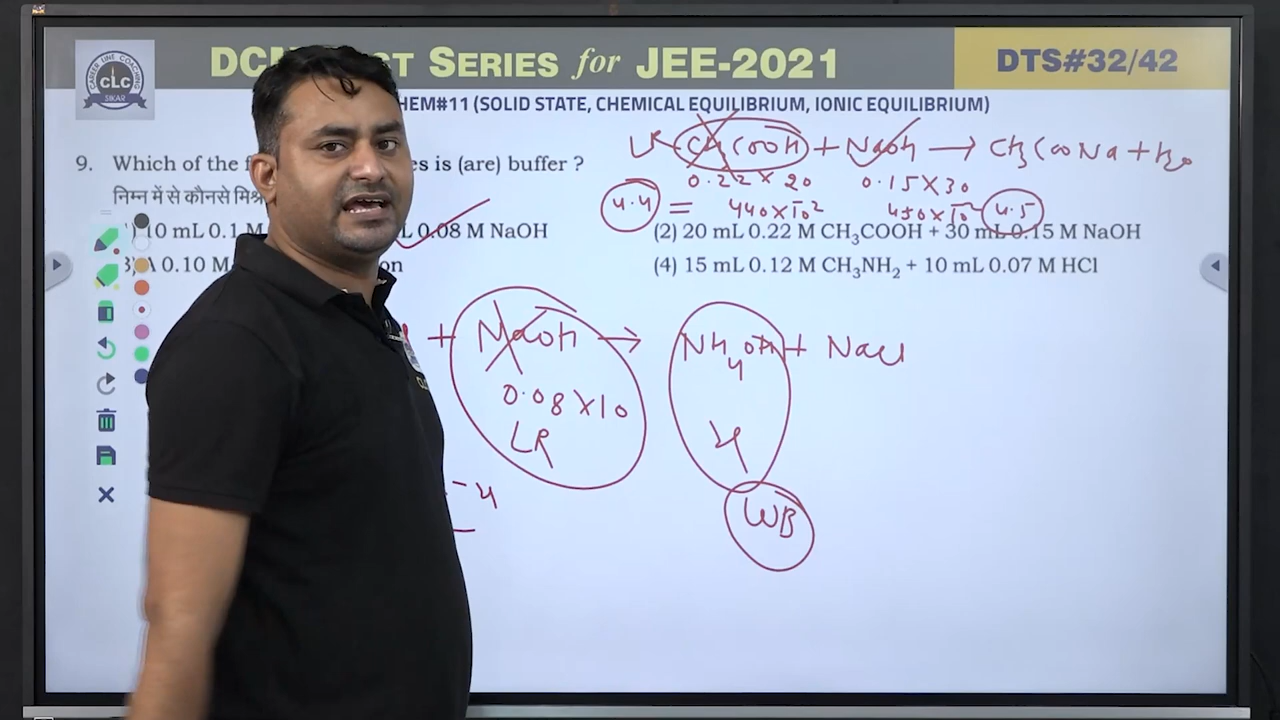 DC ST SERIES for JEE-2021
DTS#32/42
CAREER LINE COACHING
CLC
SIKAR
HEM#11 (SOLID STATE, CHEMICAL EQUILIBRIUM, IONIC EQUILIBRIUM)
CH3COOH + NaOH → CH3COONa + H2O
0.22 × 20 0.15 × 30
4.4 = 440×10⁻² 450×10⁻² 4.5
9. Which of the f es is (are) buffer ?
निम्न में से कौनसे मिश्र
10 mL 0.1 M L 0.08 M NaOH
(2) 20 mL 0.22 M CH₃COOH + 30 mL 0.15 M NaOH
3) A 0.10 M on
(4) 15 mL 0.12 M CH₃NH₂ + 10 mL 0.07 M HCl
+ NaOH → NH4OH + NaCl
0.08 × 10
LR
-4
WB